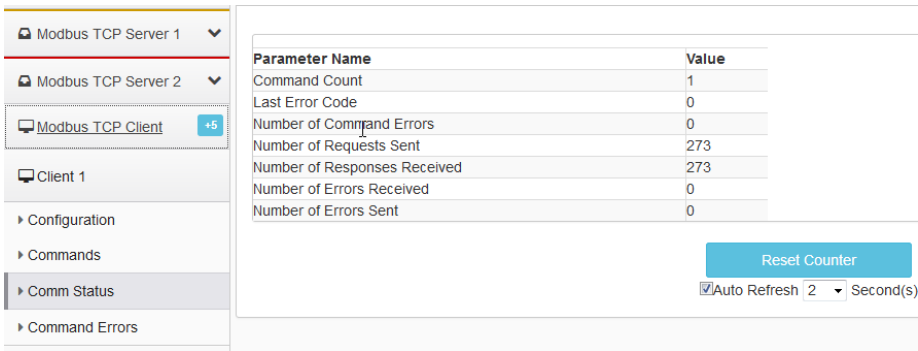 Modbus TCP Server 1
Modbus TCP Server 2
Modbus TCP Client +5
Client 1
Configuration
Commands
Comm Status
Command Errors
Parameter Name Value
Command Count 1
Last Error Code 0
Number of Command Errors 0
Number of Requests Sent 273
Number of Responses Received 273
Number of Errors Received 0
Number of Errors Sent 0
Reset Counter
Auto Refresh 2 Second(s)